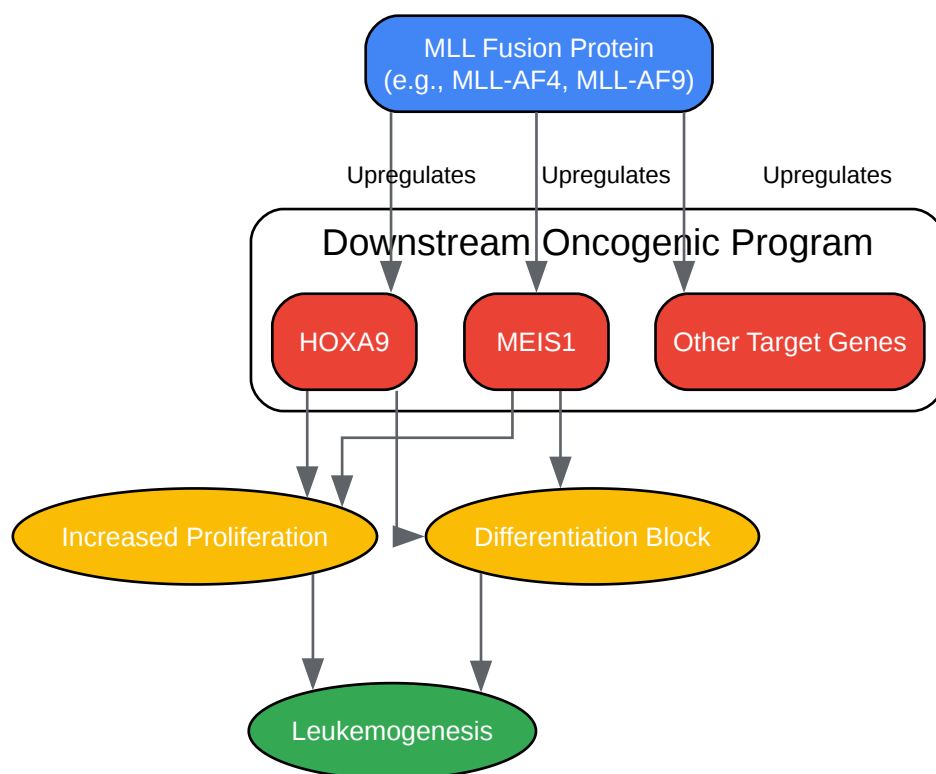 MLL Fusion Protein
(e.g., MLL-AF4, MLL-AF9)
Upregulates
Upregulates
Upregulates
Downstream Oncogenic Program
HOXA9
MEIS1
Other Target Genes
Increased Proliferation
Differentiation Block
Leukemogenesis